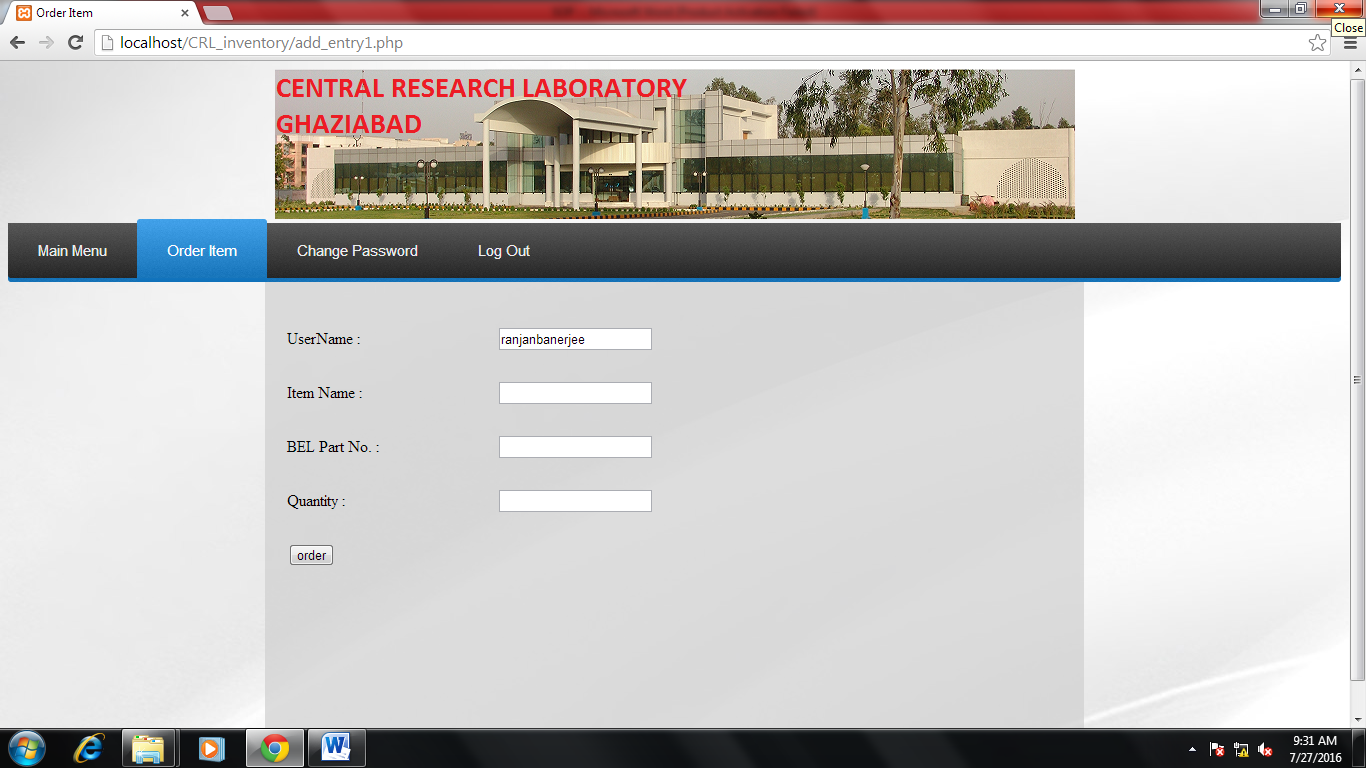 Order Item
Close
localhost/CRL_inventory/add_entry1.php
CENTRAL RESEARCH LABORATORY
GHAZIABAD
Main Menu Order Item Change Password Log Out
UserName : ranjanbanerjee
Item Name :
BEL Part No. :
Quantity :
order
9:31 AM
7/27/2016